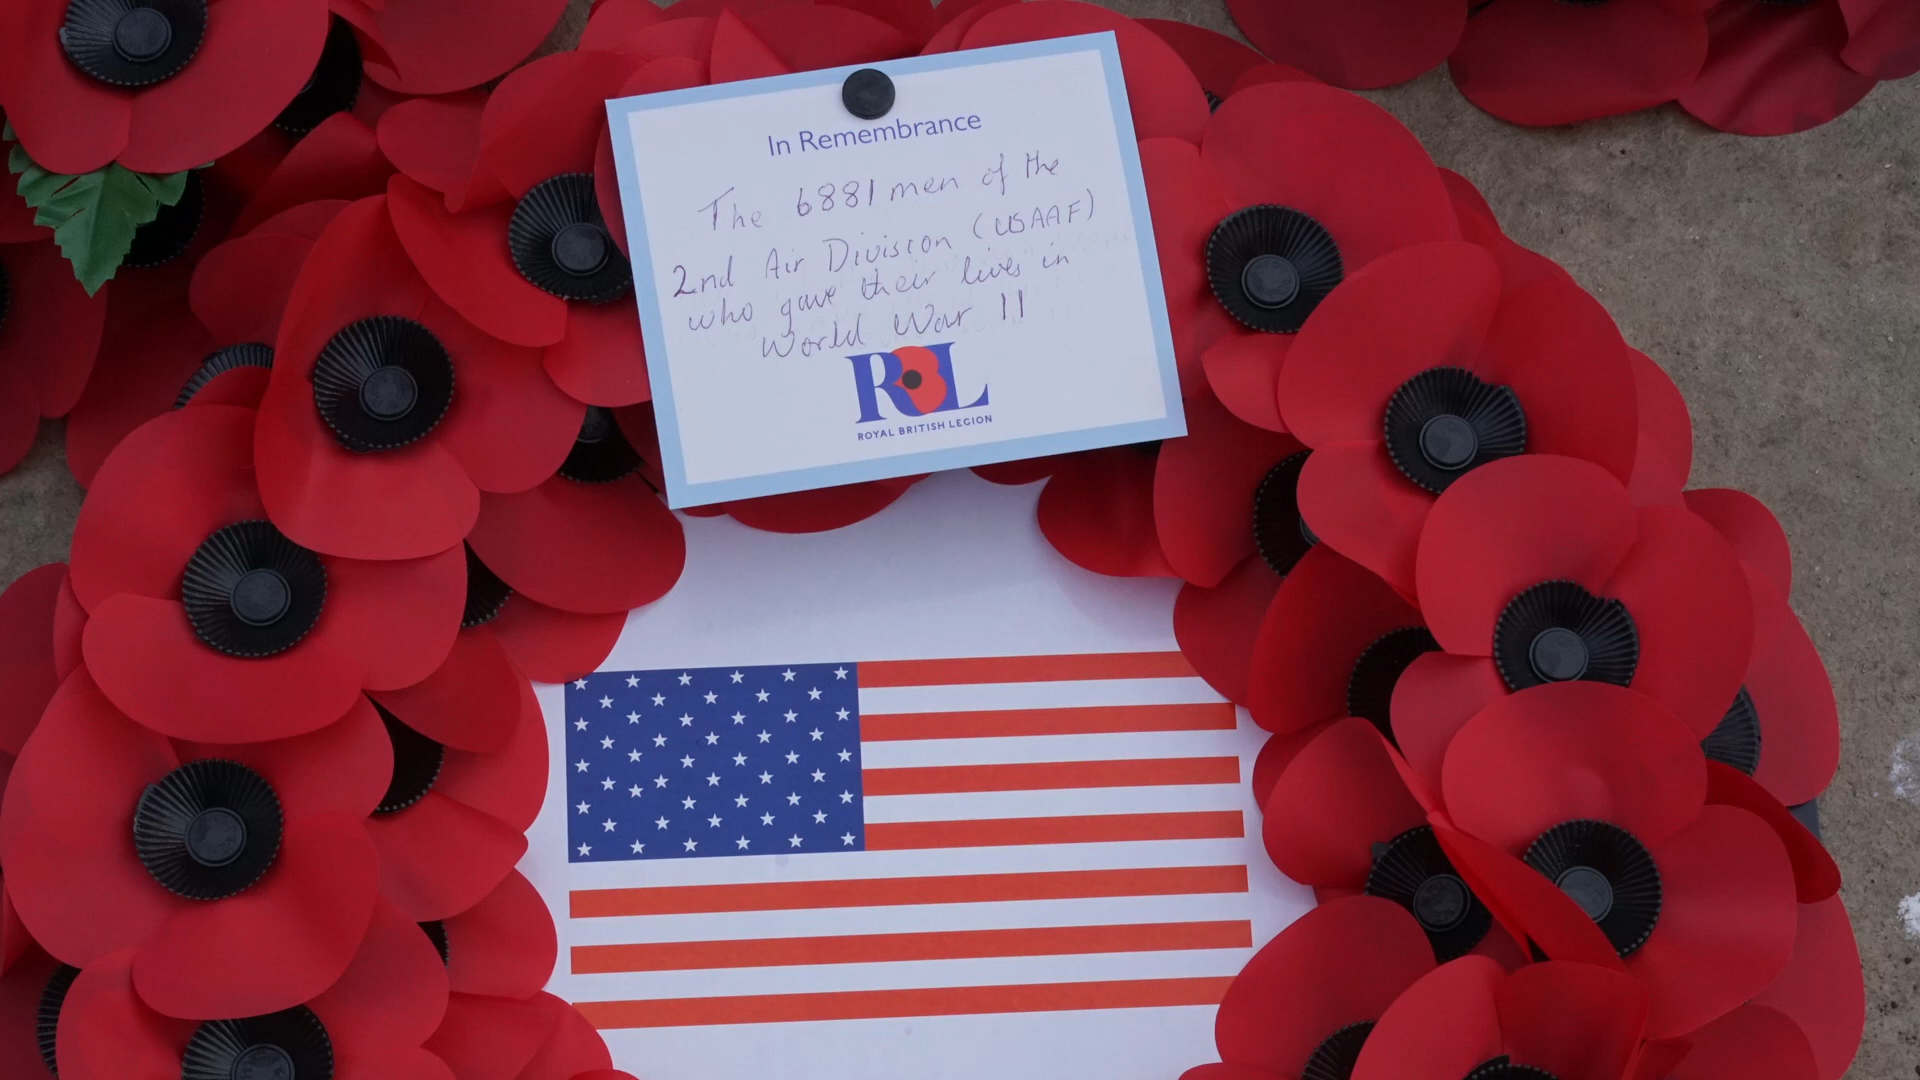 In Remembrance
The 6881 men of the
2nd Air Division (USAAF)
who gave their lives in
World War II
RBL
ROYAL BRITISH LEGION